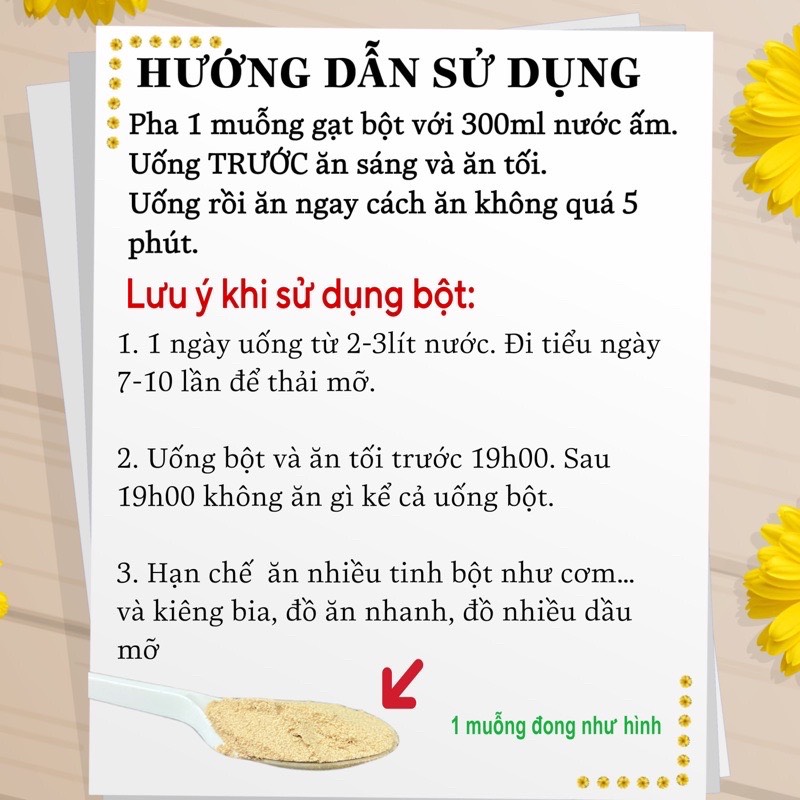 HƯỚNG DẪN SỬ DỤNG
Pha 1 muỗng gạt bột với 300ml nước ấm.
Uống TRƯỚC ăn sáng và ăn tối.
Uống rồi ăn ngay cách ăn không quá 5
phút.
Lưu ý khi sử dụng bột:
1. 1 ngày uống từ 2-3lít nước. Đi tiểu ngày
7-10 lần để thải mỡ.
2. Uống bột và ăn tối trước 19h00. Sau
19h00 không ăn gì kể cả uống bột.
3. Hạn chế  ăn nhiều tinh bột như cơm...
và kiêng bia, đồ ăn nhanh, đồ nhiều dầu
mỡ
1 muỗng đong như hình